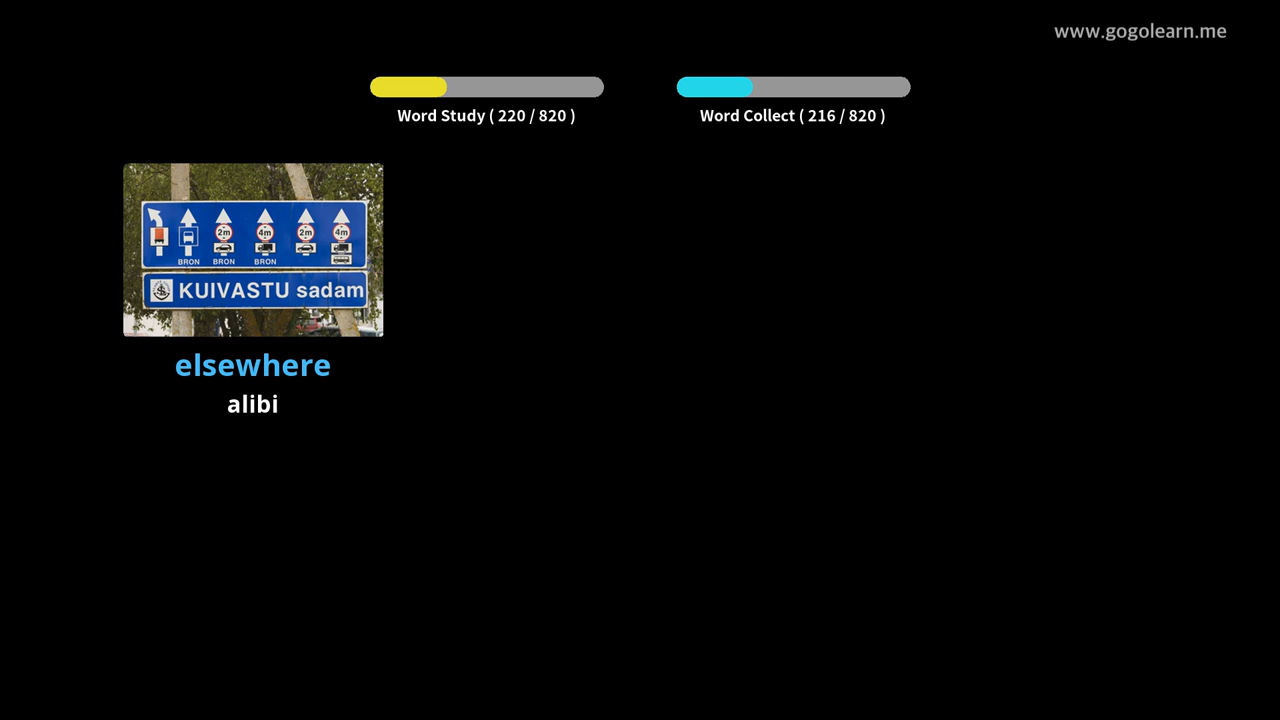 www.gogolearn.me
Word Study ( 220 / 820 )
Word Collect ( 216 / 820 )
2m 4m 2m 4m
BRON BRON BRON
KUIVASTU sadam
elsewhere
alibi